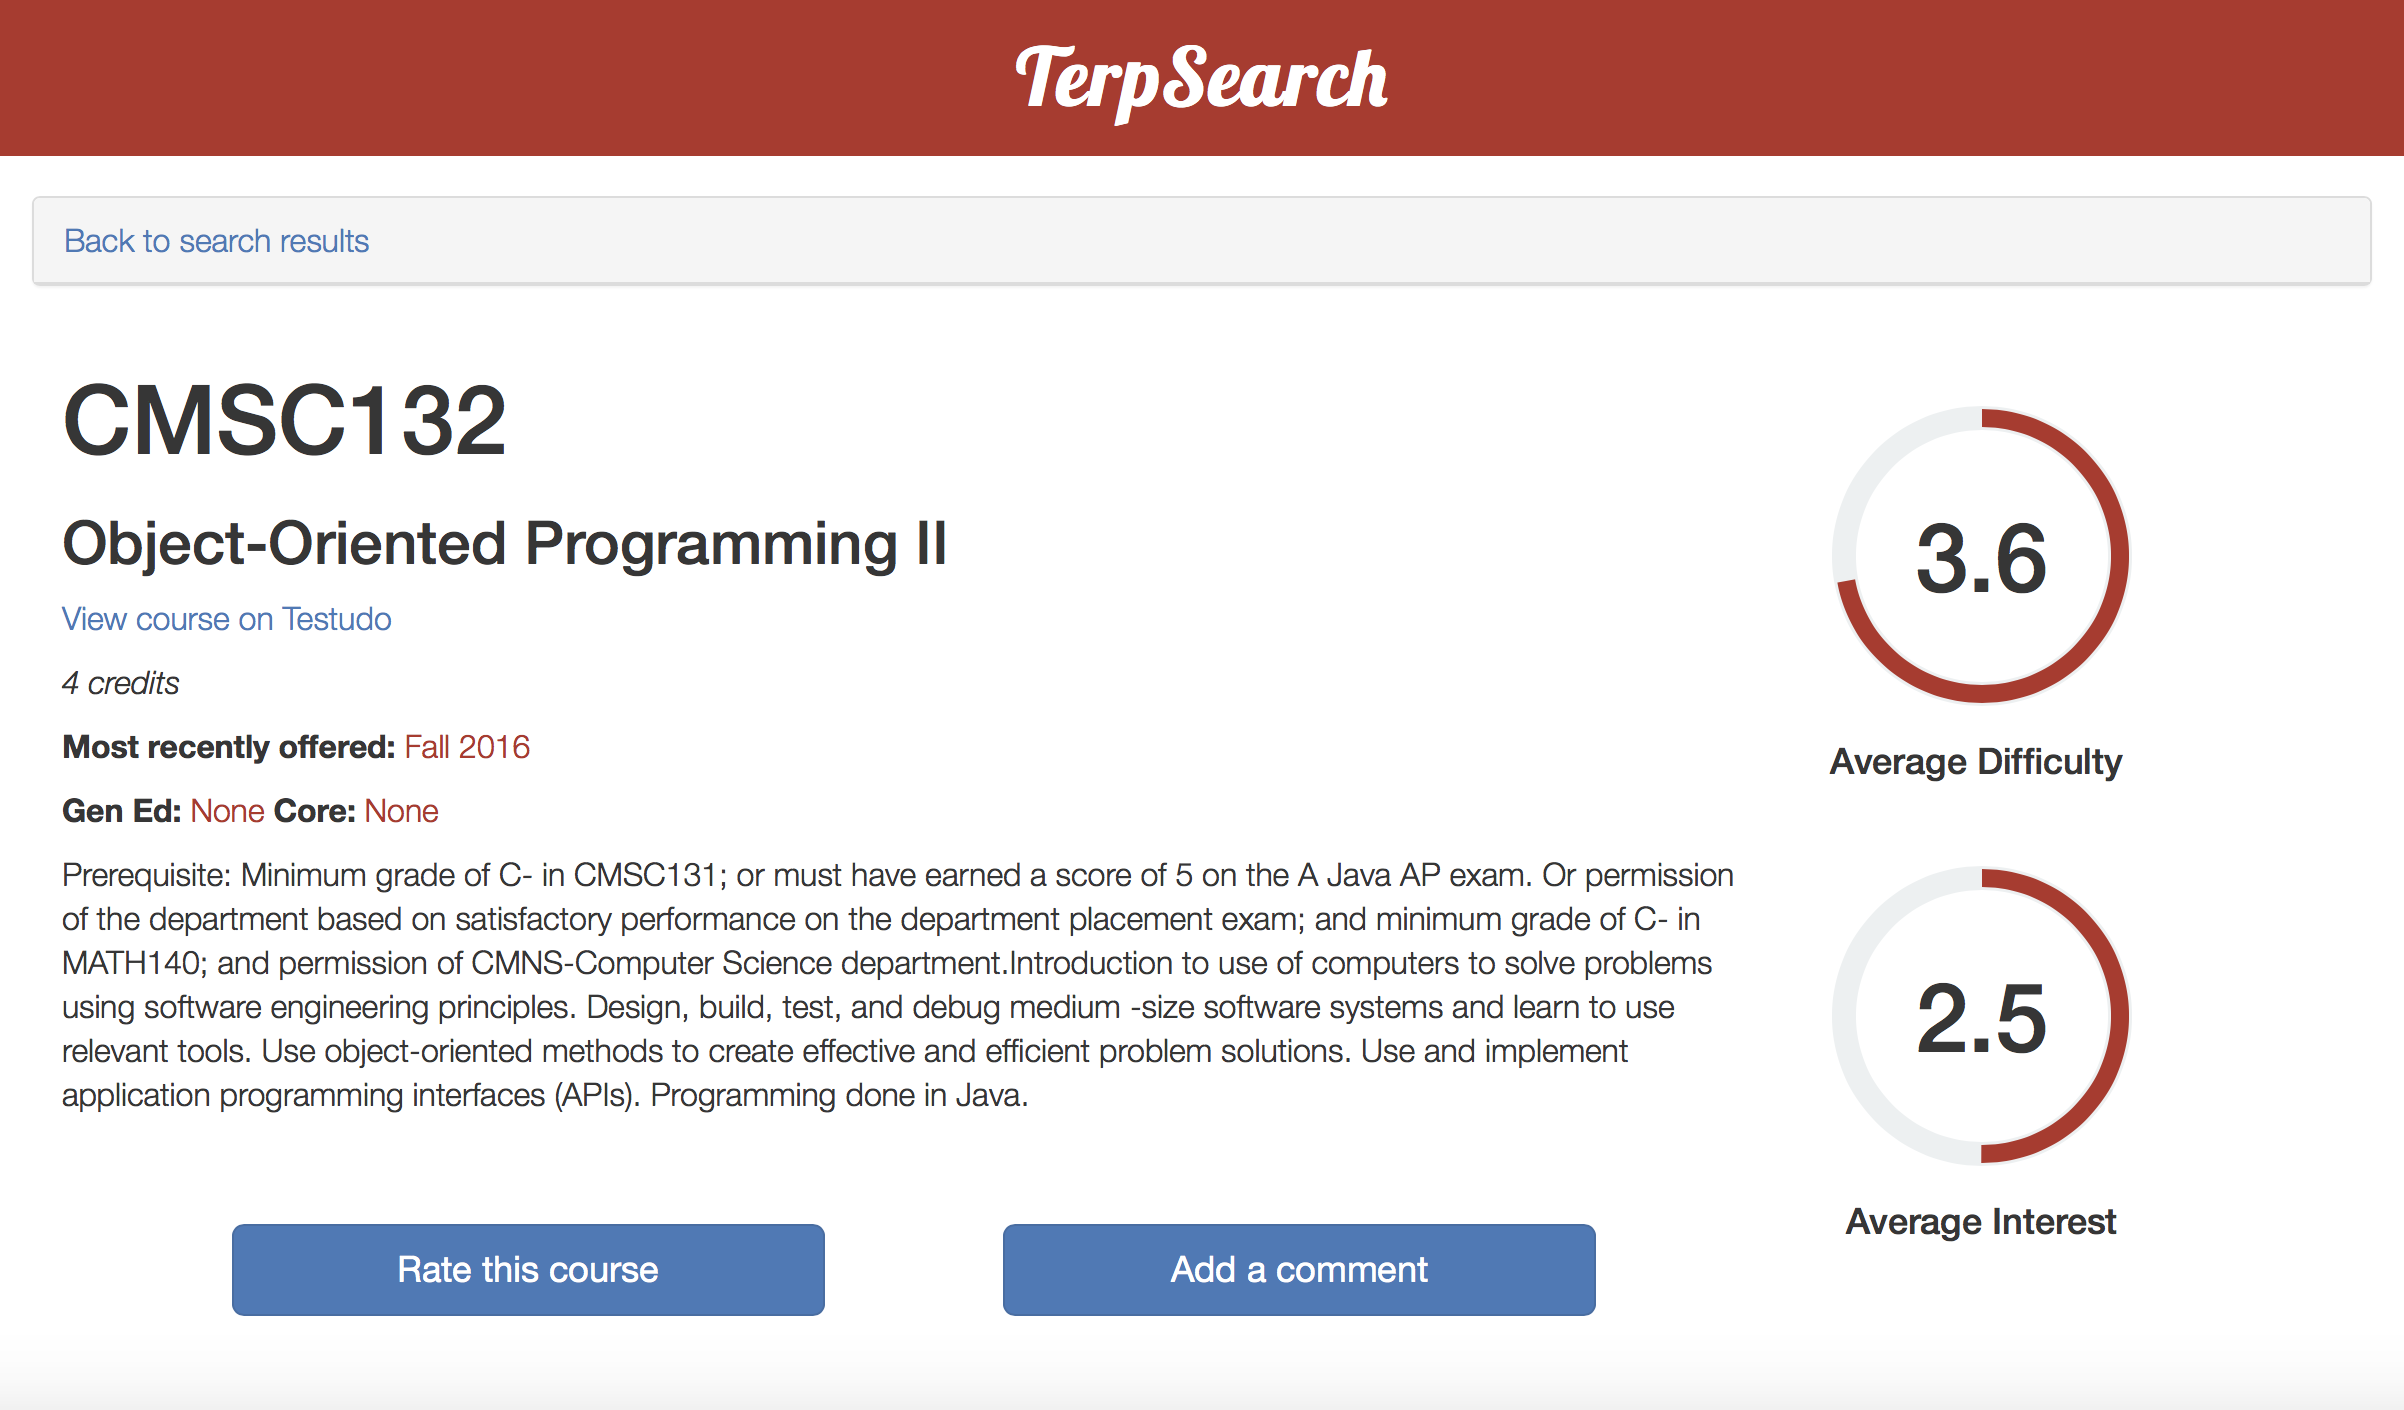 TerpSearch
Back to search results
CMSC132
Object-Oriented Programming II
View course on Testudo
4 credits
Most recently offered: Fall 2016
Gen Ed: None Core: None
Prerequisite: Minimum grade of C- in CMSC131; or must have earned a score of 5 on the A Java AP exam. Or permission
of the department based on satisfactory performance on the department placement exam; and minimum grade of C- in
MATH140; and permission of CMNS-Computer Science department.Introduction to use of computers to solve problems
using software engineering principles. Design, build, test, and debug medium -size software systems and learn to use
relevant tools. Use object-oriented methods to create effective and efficient problem solutions. Use and implement
application programming interfaces (APIs). Programming done in Java.
Rate this course
Add a comment
3.6
Average Difficulty
2.5
Average Interest